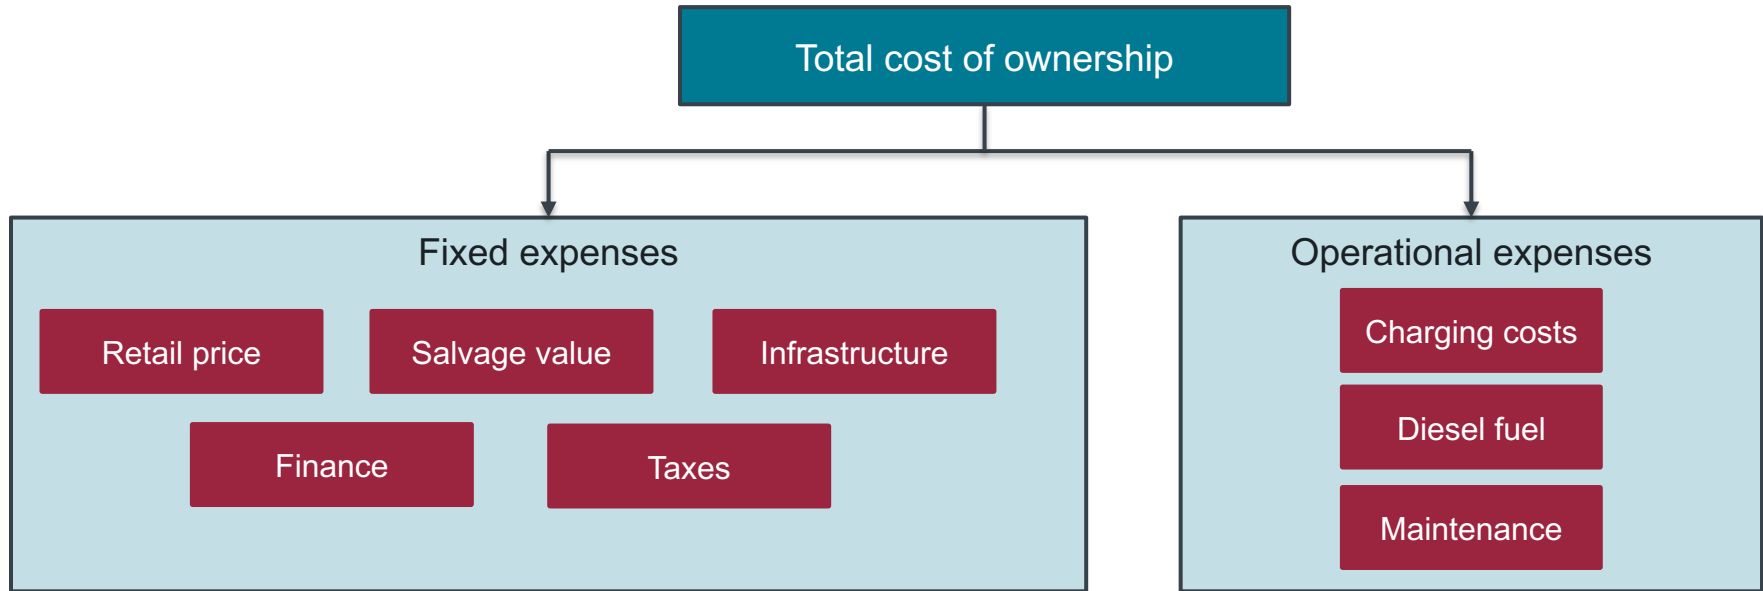 Total cost of ownership
Fixed expenses
Retail price
Salvage value
Infrastructure
Finance
Taxes
Operational expenses
Charging costs
Diesel fuel
Maintenance